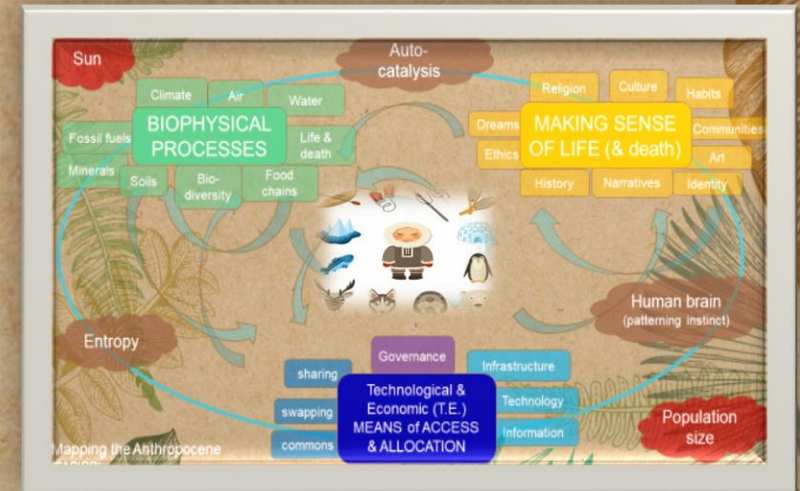 Sun
Auto-
catalysis
Climate
Air
Water
BIOPHYSICAL
PROCESSES
Fossil fuels
Life &
death
Minerals
Soils
Bio-
diversity
Food
chains
Religion
Culture
Habits
Dreams
MAKING SENSE
OF LIFE (& death)
Communities
Ethics
Art
History
Narratives
Identity
Human brain
(patterning instinct)
Entropy
Governance
sharing
Infrastructure
swapping
Technological &
Economic (T.E.)
MEANS of ACCESS
& ALLOCATION
Technology
commons
Information
Population
size
Mapping the Anthropocene